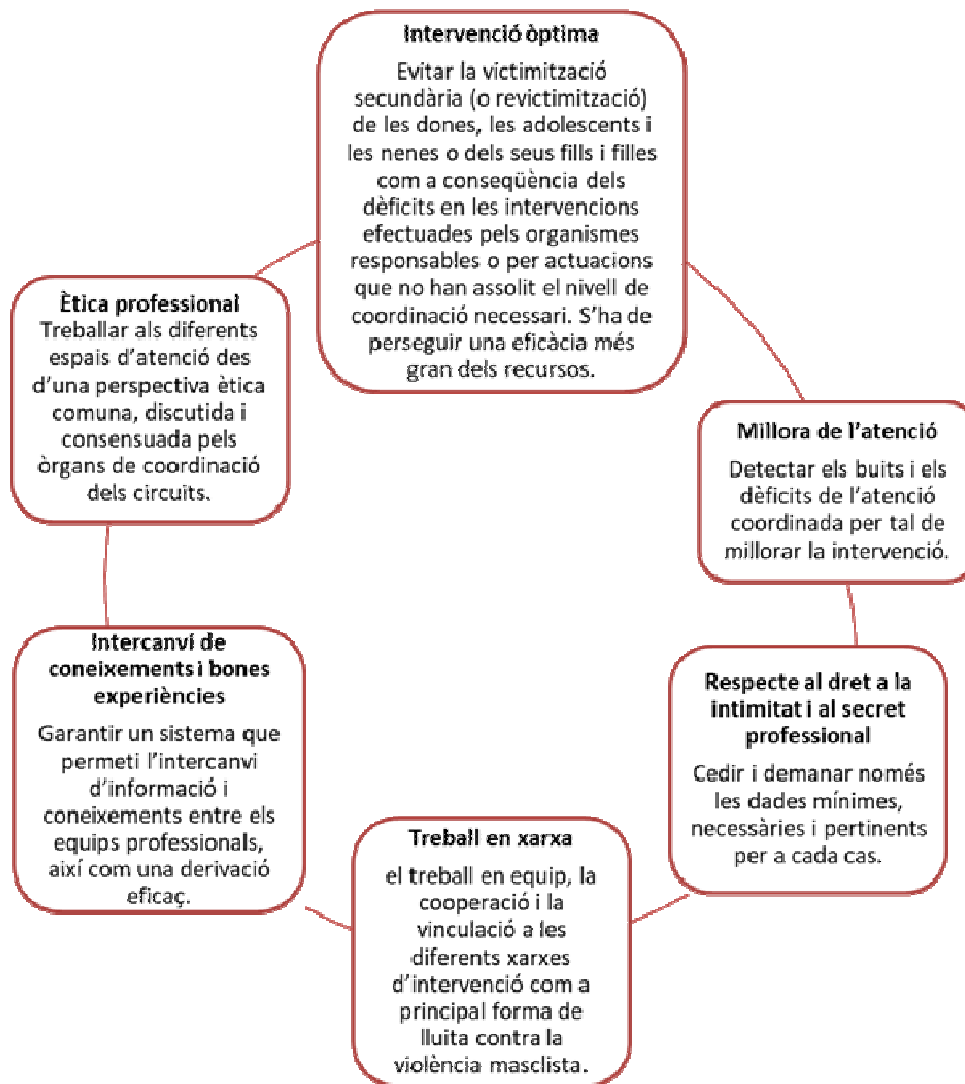 Intervenció òptima
Evitar la victimització
secundària (o revictimització)
de les dones, les adolescents i
les nenes o dels seus fills i filles
com a conseqüència dels
dèficits en les intervencions
efectuades pels organismes
responsables o per actuacions
que no han assolit el nivell de
coordinació necessari. S'ha de
perseguir una eficàcia més
gran dels recursos.
Millora de l'atenció
Detectar els buits i els
dèficits de l'atenció
coordinada per tal de
millorar la intervenció.
Respecte al dret a la
intimitat i al secret
professional
Cedir i demanar només
les dades mínimes,
necessàries i pertinents
per a cada cas.
Treball en xarxa
el treball en equip, la
cooperació i la
vinculació a les
diferents xarxes
d'intervenció com a
principal forma de
lluita contra la
violència masclista.
Intercanvi de
coneixements i bones
experiències
Garantir un sistema que
permeti l'intercanvi
d'informació i
coneixements entre els
equips professionals,
així com una derivació
eficaç.
Ètica professional
Treballar als diferents
espais d'atenció des
d'una perspectiva ètica
comuna, discutida i
consensuada pels
òrgans de coordinació
dels circuits.